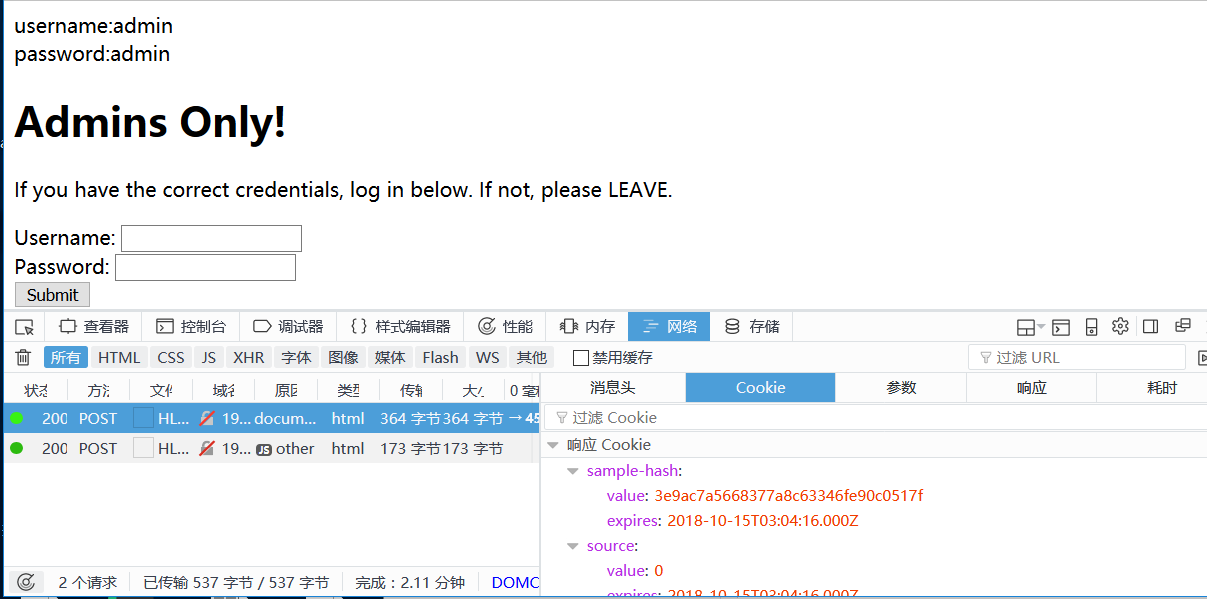 username:admin
password:admin
Admins Only!
If you have the correct credentials, log in below. If not, please LEAVE.
Username:
Password:
Submit
查看器 控制台 调试器 {} 样式编辑器 性能 内存 网络 存储
所有 HTML CSS JS XHR 字体 图像 媒体 Flash WS 其他 禁用缓存 过滤 URL
状态 方 文 域 原 类 传输 大 0 毫 消息头 Cookie 参数 响应 耗时
200 POST HL... 19... docum... html 364 字节 364 字节 → 45 过滤 Cookie
200 POST HL... 19... JS other html 173 字节 173 字节
响应 Cookie
sample-hash:
value: 3e9ac7a5668377a8c63346fe90c0517f
expires: 2018-10-15T03:04:16.000Z
source:
value: 0
expires: 2018-10-15T03:04:16.000Z
2 个请求 已传输 537 字节 / 537 字节 完成：2.11 分钟 DOMC